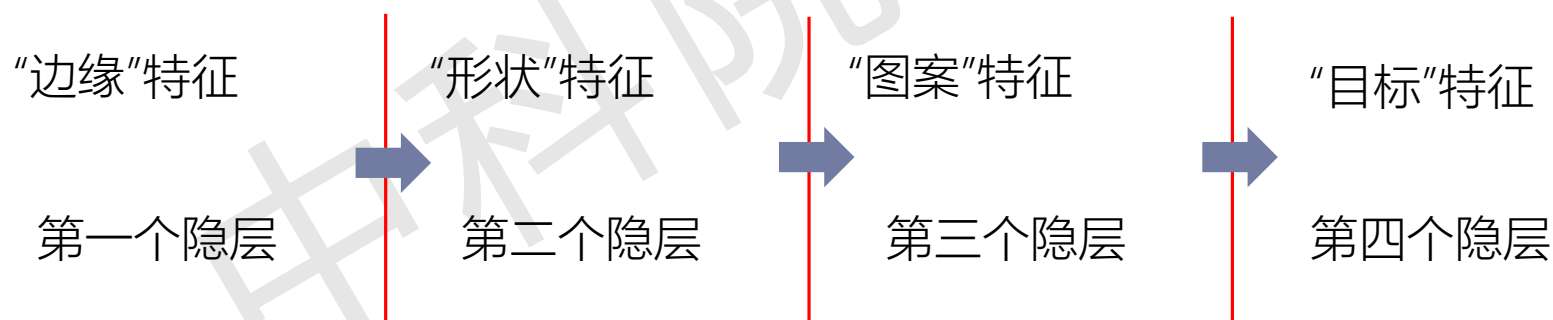 “边缘”特征
“形状”特征
“图案”特征
“目标”特征
第一个隐层
第二个隐层
第三个隐层
第四个隐层
中科院